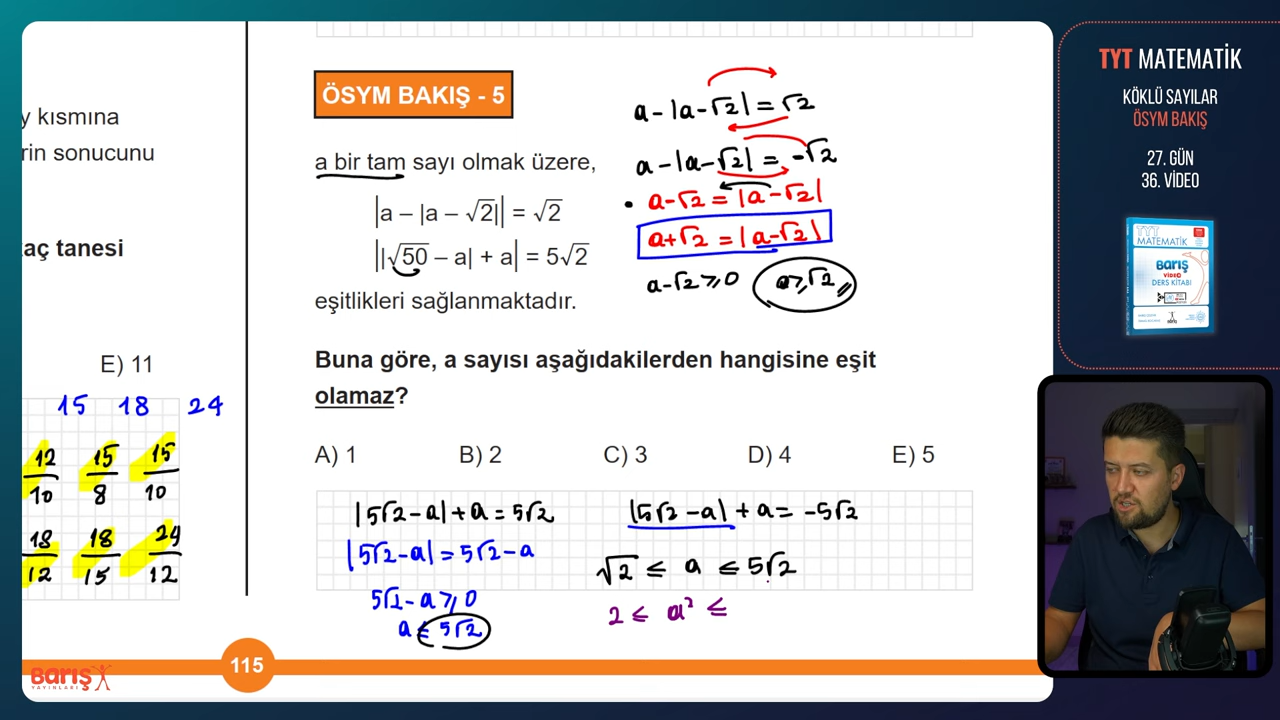 y kısmına
rin sonucunu
aç tanesi
E) 11
15 18 24
12/10 15/8 15/10
18/12 18/15 24/12
ÖSYM BAKIŞ - 5
a bir tam sayı olmak üzere,
|a – |a – √2|| = √2
||√50 – a| + a| = 5√2
eşitlikleri sağlanmaktadır.
a-|a-√2|=√2
a-|a-√2|=-√2
• a-√2=|a-√2|
a+√2=|a-√2|
a-√2≥0 a≥√2
Buna göre, a sayısı aşağıdakilerden hangisine eşit
olamaz?
A) 1 B) 2 C) 3 D) 4 E) 5
|5√2-a|+a=5√2
|5√2-a|=5√2-a
5√2-a≥0
a≤5√2
|5√2-a|+a=-5√2
√2≤a≤5√2
2≤a²≤
115
BARIŞ
YAYINLARI
TYT MATEMATİK
KÖKLÜ SAYILAR
ÖSYM BAKIŞ
27. GÜN
36. VİDEO
TYT
MATEMATİK
BARIŞ
VİDEO
DERS KİTABI